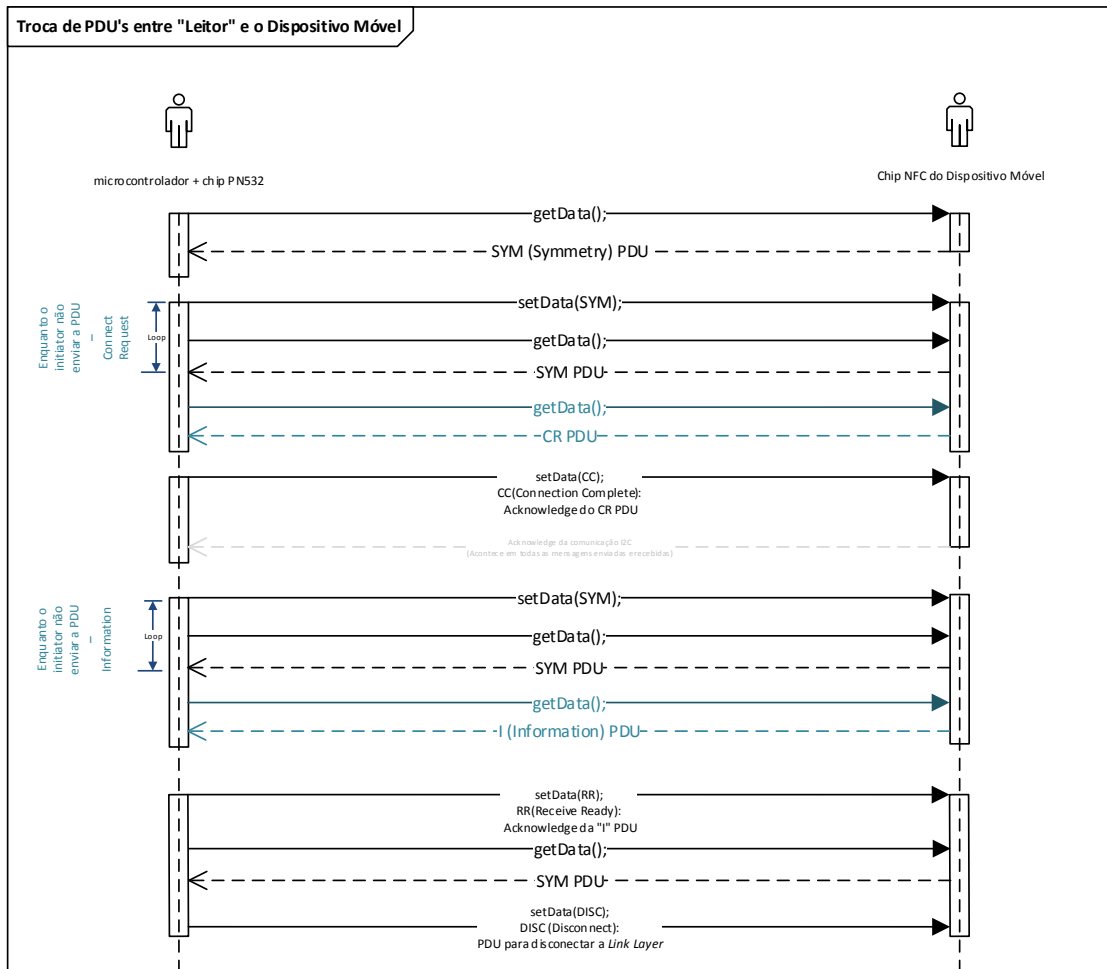 Troca de PDU's entre "Leitor" e o Dispositivo Móvel
microcontrolador + chip PN532
Chip NFC do Dispositivo Móvel
getData();
SYM (Symmetry) PDU
Enquanto o
initiator não
enviar a PDU
–
Connect
Request
Loop
setData(SYM);
getData();
SYM PDU
getData();
CR PDU
setData(CC);
CC(Connection Complete):
Acknowledge do CR PDU
Acknowledge da comunicação I2C
(Acontece em todas as mensagens enviadas e recebidas)
Enquanto o
initiator não
enviar a PDU
–
Information
Loop
setData(SYM);
getData();
SYM PDU
getData();
I (Information) PDU
setData(RR);
RR(Receive Ready):
Acknowledge da "I" PDU
getData();
SYM PDU
setData(DISC);
DISC (Disconnect):
PDU para disconectar a Link Layer